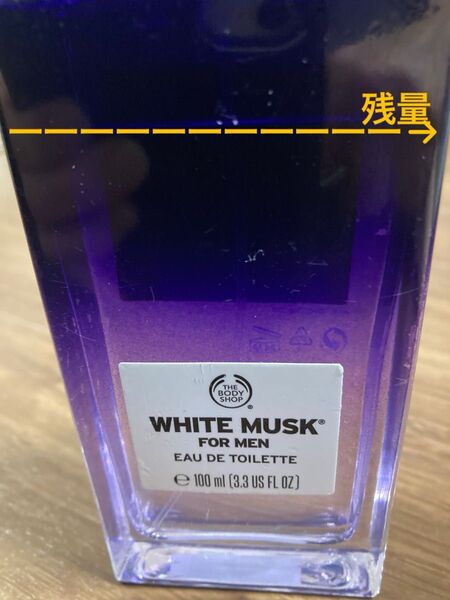 残量
THE
BODY
SHOP
®
WHITE MUSK®
FOR MEN
EAU DE TOILETTE
℮ 100 ml (3.3 US FL OZ)